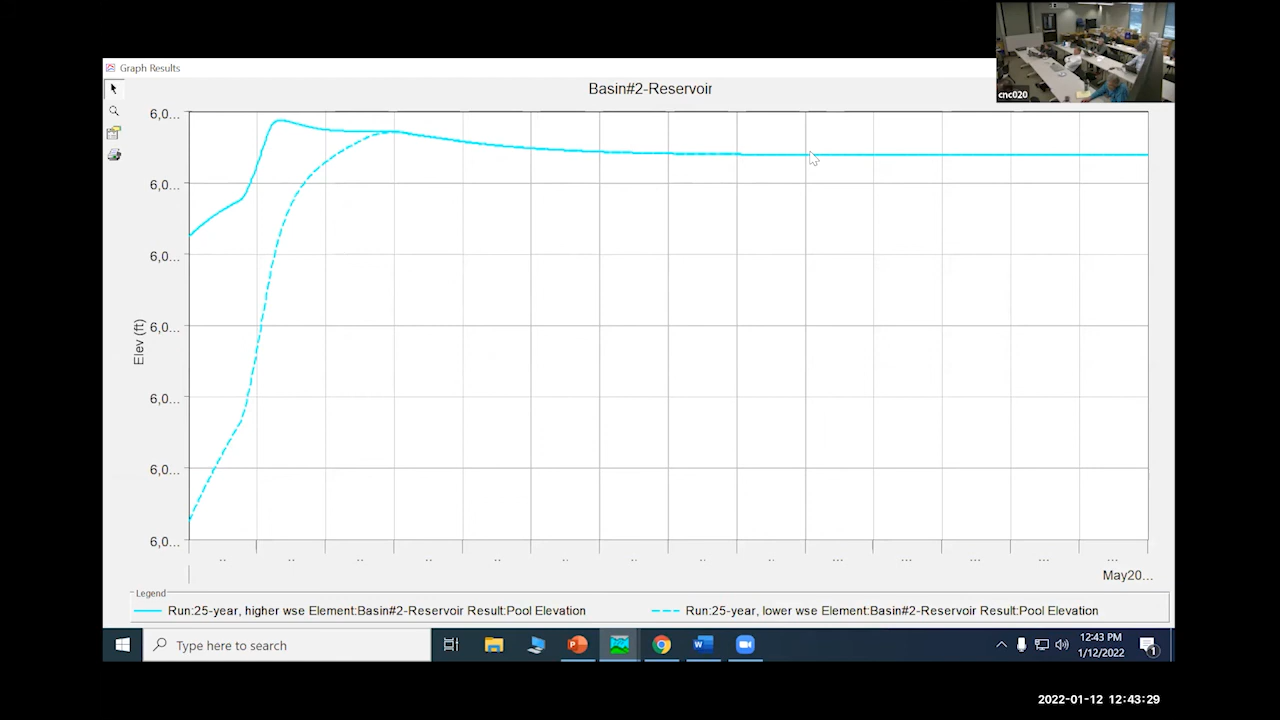 cnc020
Graph Results
Basin#2-Reservoir
6,0...
6,0...
6,0...
6,0...
6,0...
6,0...
6,0...
Elev (ft)
May20...
Legend
Run:25-year, higher wse Element:Basin#2-Reservoir Result:Pool Elevation
Run:25-year, lower wse Element:Basin#2-Reservoir Result:Pool Elevation
Type here to search
12:43 PM
1/12/2022
1
2022-01-12 12:43:29